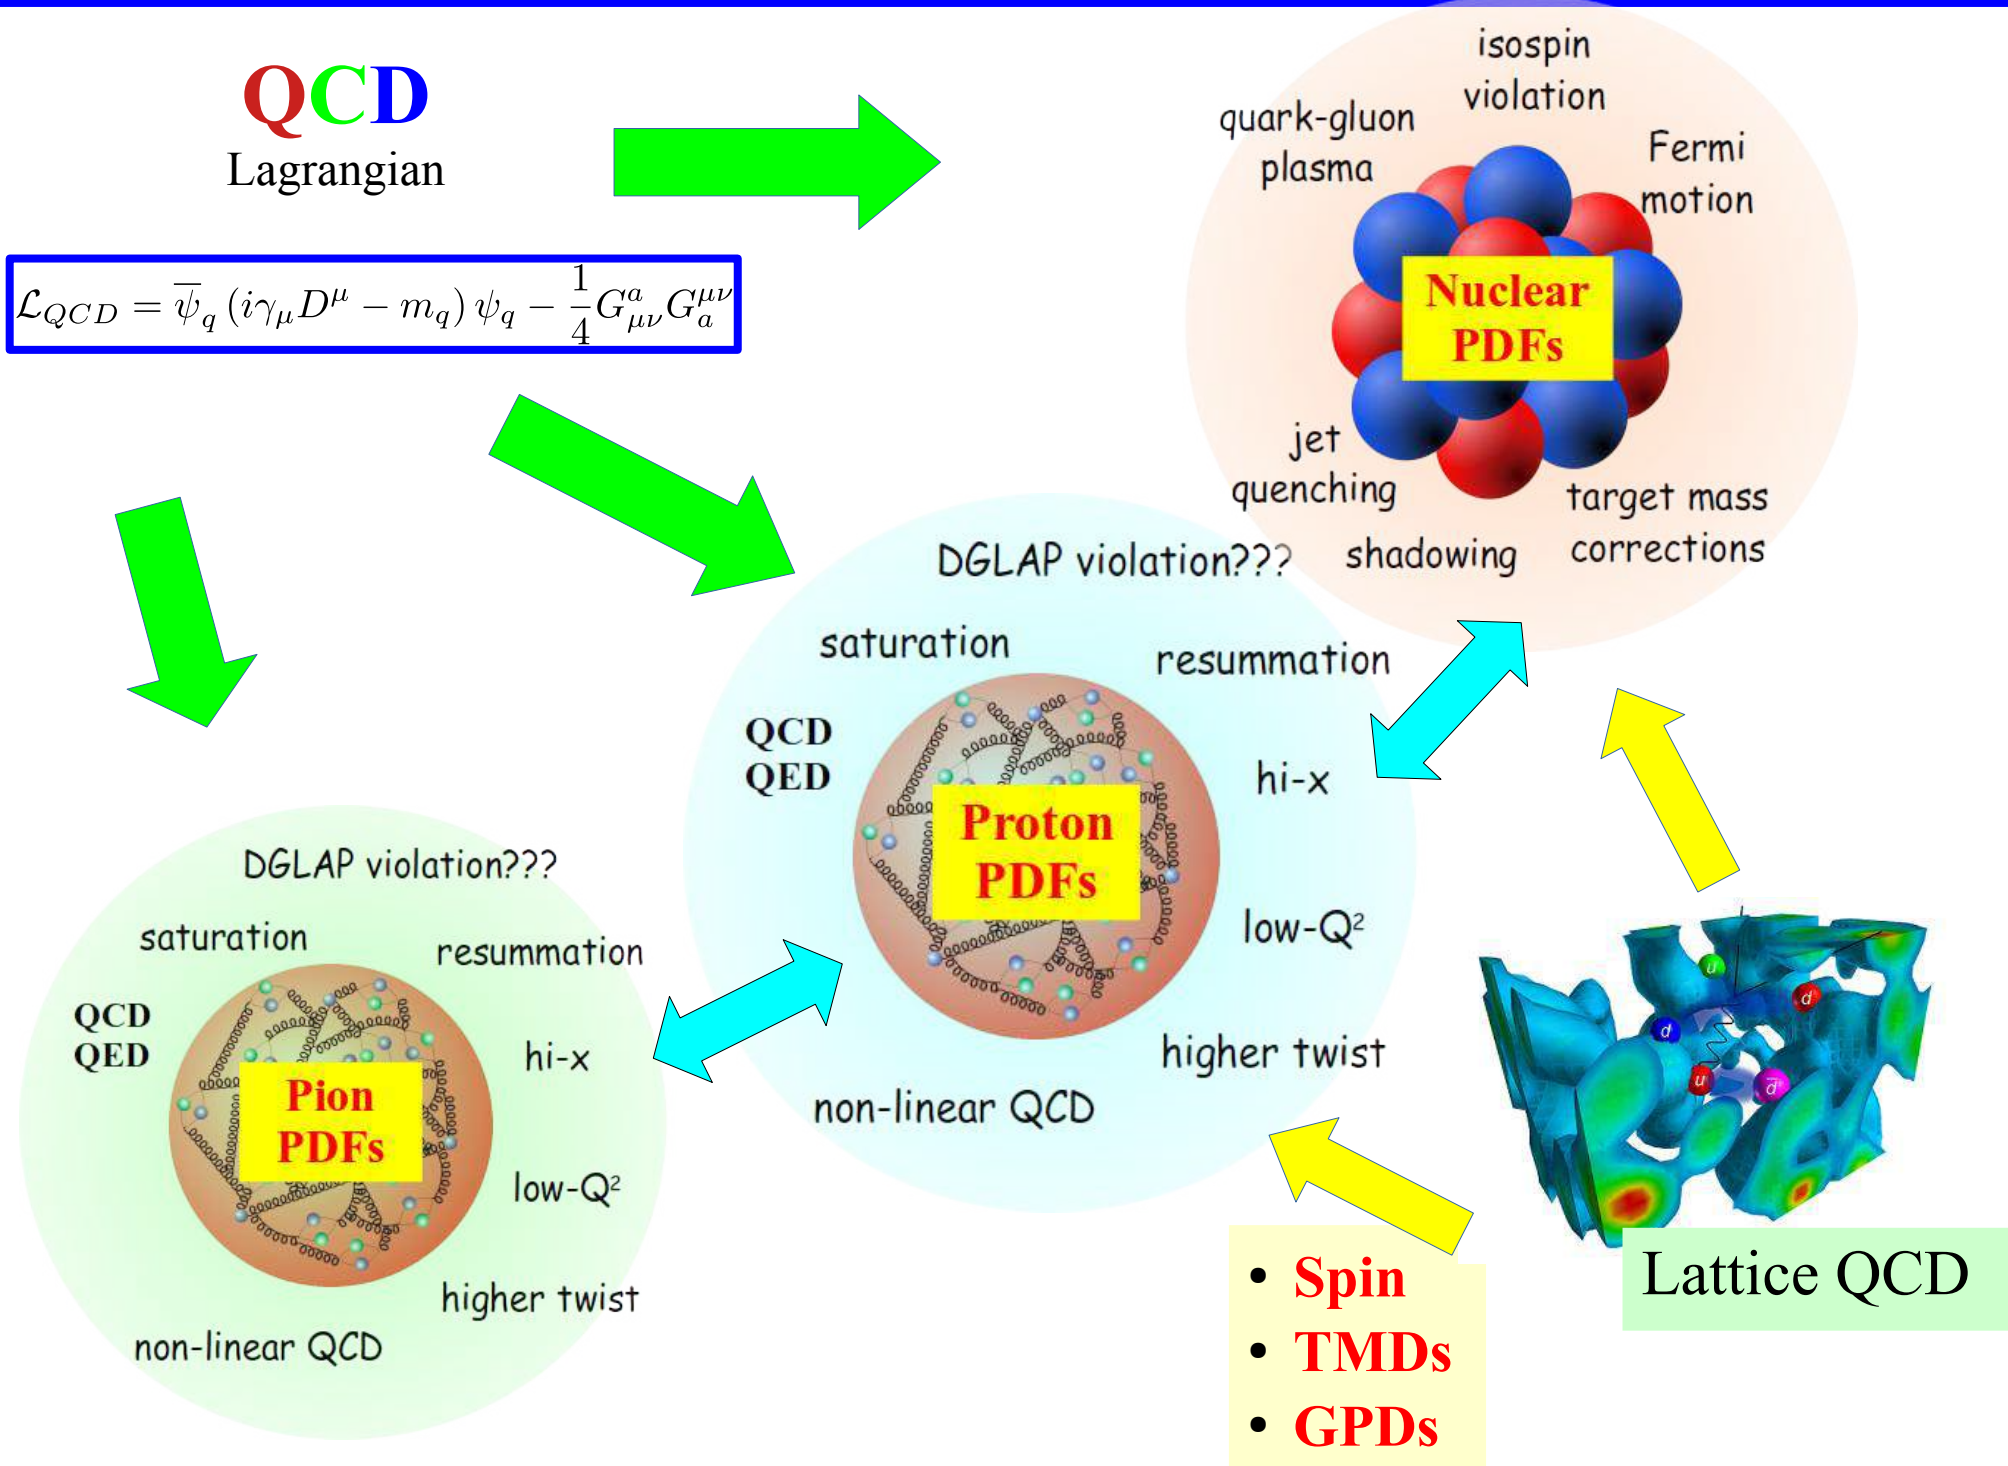 QCD
Lagrangian
$\mathcal{L}_{QCD} = \overline{\psi}_q \left( i\gamma_\mu D^\mu - m_q \right) \psi_q - \frac{1}{4} G^a_{\mu\nu} G^{\mu\nu}_a$
isospin
violation
quark-gluon
plasma
Fermi
motion
Nuclear
PDFs
jet
quenching
shadowing
target mass
corrections
DGLAP violation???
saturation
resummation
QCD
QED
hi-x
Proton
PDFs
low-Q²
higher twist
non-linear QCD
DGLAP violation???
saturation
resummation
QCD
QED
hi-x
Pion
PDFs
low-Q²
higher twist
non-linear QCD
u
d
d
u
d̅
Lattice QCD
• Spin
• TMDs
• GPDs